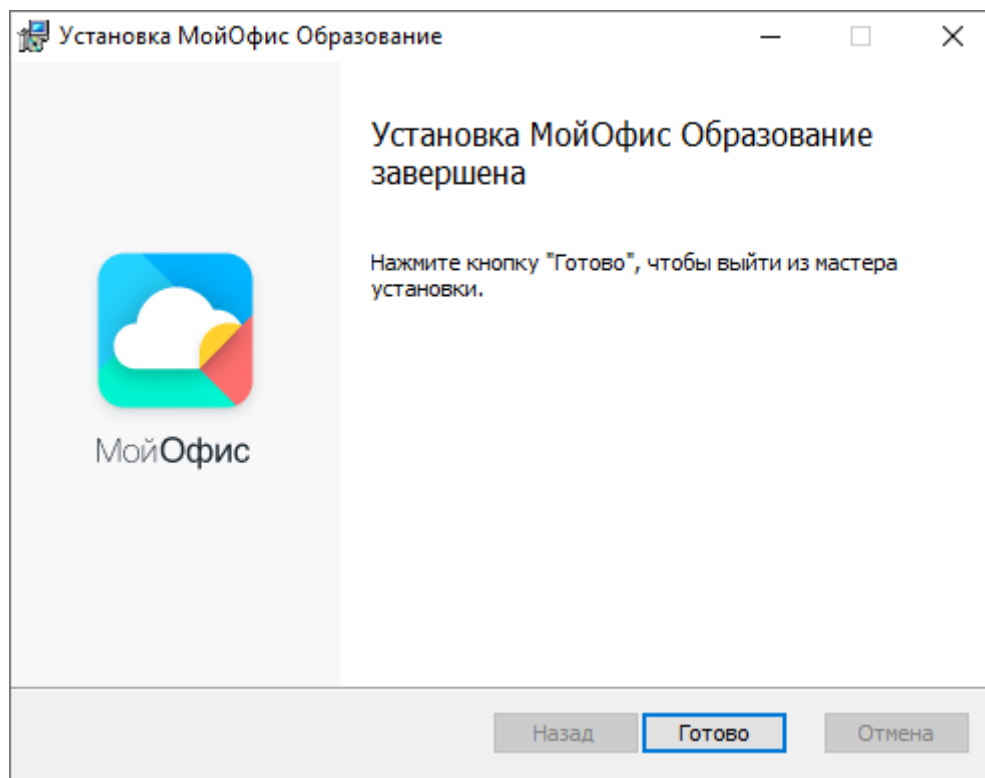 Установка МойОфис Образование
Установка МойОфис Образование
завершена
Нажмите кнопку "Готово", чтобы выйти из мастера
установки.
МойОфис
Назад
Готово
Отмена